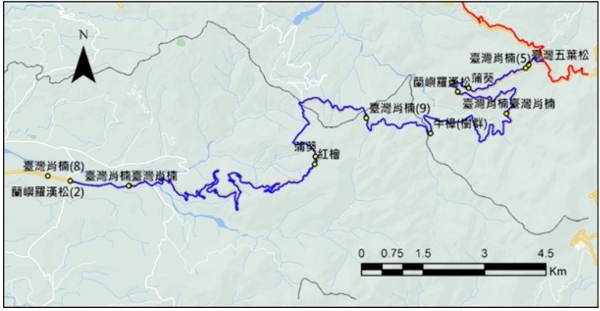 N
臺灣肖楠(5)
臺灣五葉松
蘭嶼羅漢松
蒲葵
臺灣肖楠(9)
臺灣肖楠
臺灣肖楠
牛樟(樹群)
蒲葵
紅檜
臺灣肖楠(8)
臺灣肖楠
臺灣肖楠
蘭嶼羅漢松(2)
0 0.75 1.5 3 4.5
Km